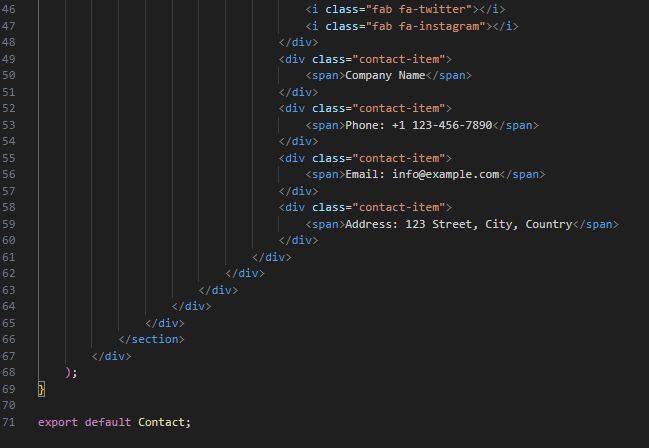 46 <i class="fab fa-twitter"></i>
47 <i class="fab fa-instagram"></i>
48 </div>
49 <div class="contact-item">
50 <span>Company Name</span>
51 </div>
52 <div class="contact-item">
53 <span>Phone: +1 123-456-7890</span>
54 </div>
55 <div class="contact-item">
56 <span>Email: info@example.com</span>
57 </div>
58 <div class="contact-item">
59 <span>Address: 123 Street, City, Country</span>
60 </div>
61 </div>
62 </div>
63 </div>
64 </div>
65 </div>
66 </section>
67 </div>
68 );
69 }
70
71 export default Contact;